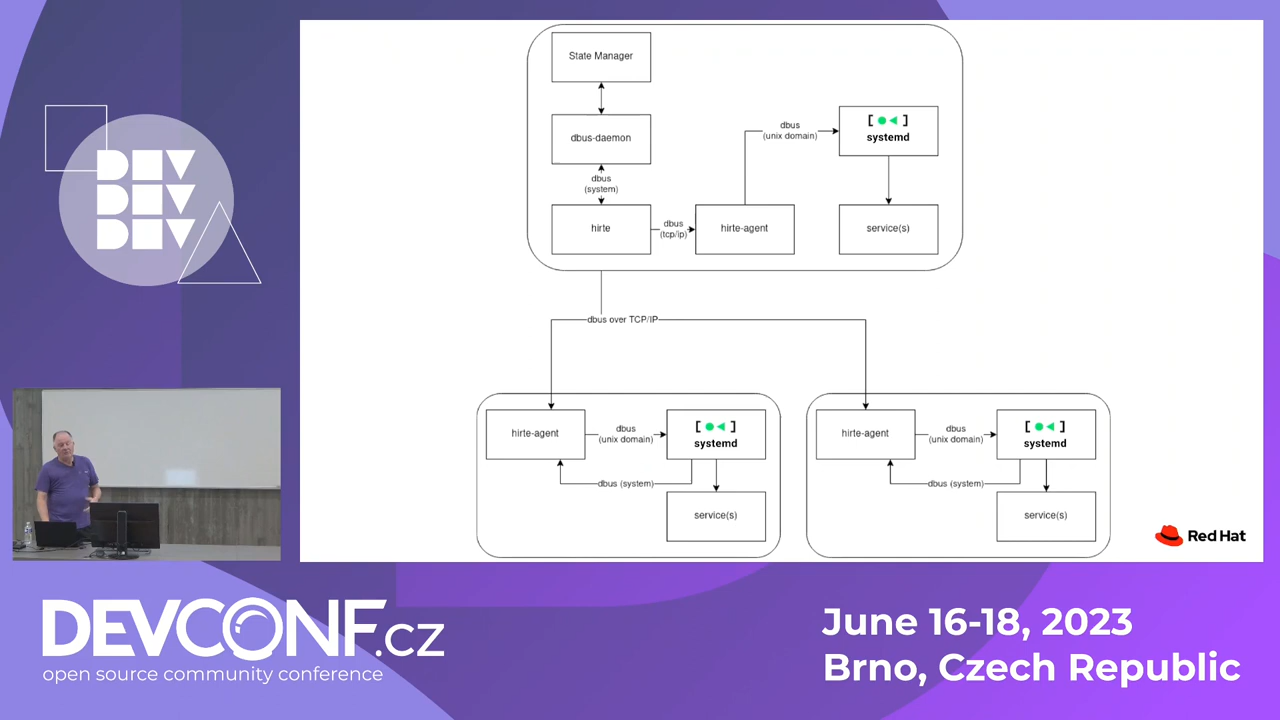 DEV
DEV
DEV
State Manager
dbus-daemon
dbus
(system)
hirte
dbus
(tcp/ip)
hirte-agent
dbus
(unix domain)
systemd
service(s)
dbus over TCP/IP
hirte-agent
dbus
(unix domain)
systemd
dbus (system)
service(s)
hirte-agent
dbus
(unix domain)
systemd
dbus (system)
service(s)
Red Hat
DEVCONF.cz
open source community conference
June 16-18, 2023
Brno, Czech Republic